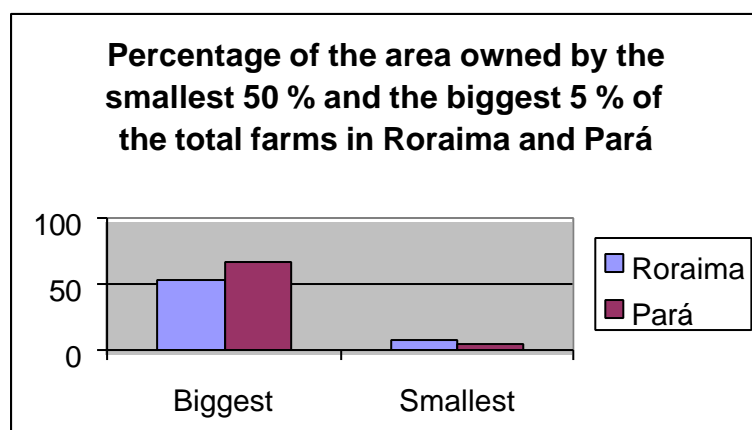 Percentage of the area owned by the
smallest 50 % and the biggest 5 % of
the total farms in Roraima and Pará
100
50
0
Biggest
Smallest
Roraima
Pará